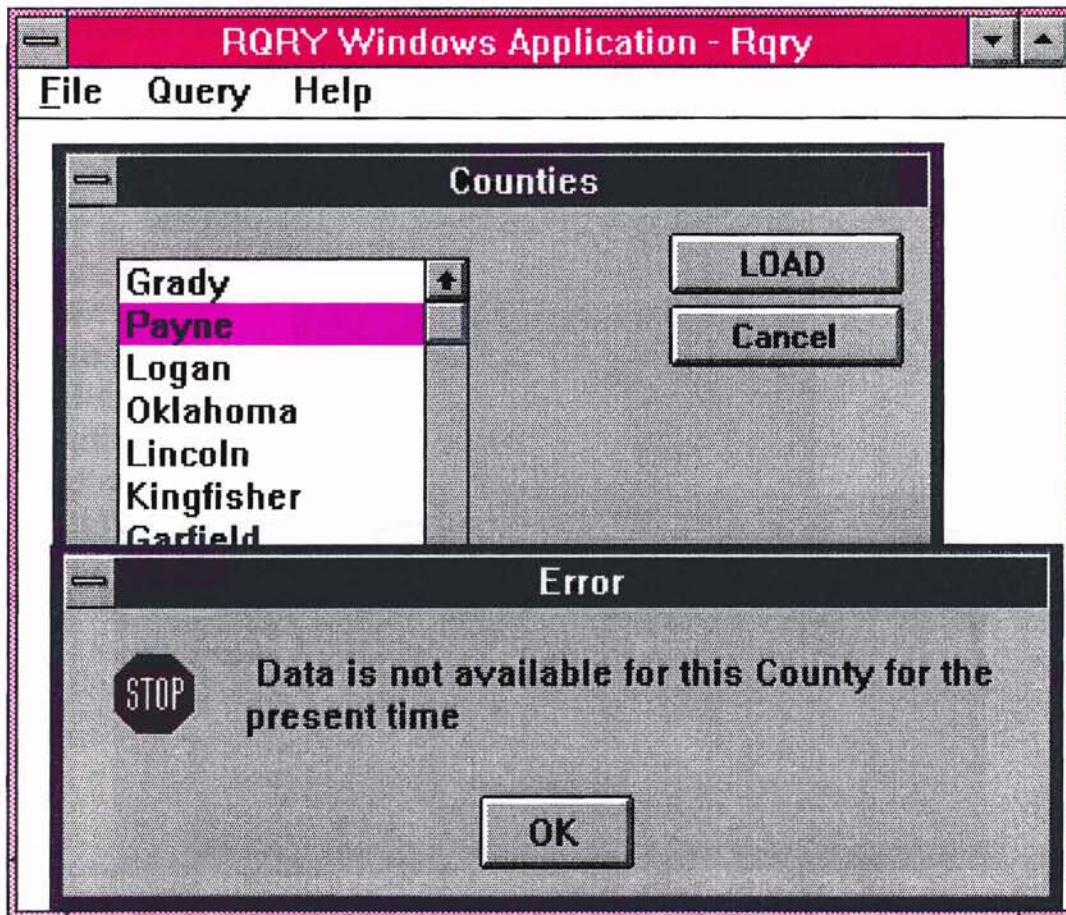 RQRY Windows Application - Rqry
File Query Help
Counties
Grady
Payne
Logan
Oklahoma
Lincoln
Kingfisher
Garfield
LOAD
Cancel
Error
STOP
Data is not available for this County for the
present time
OK